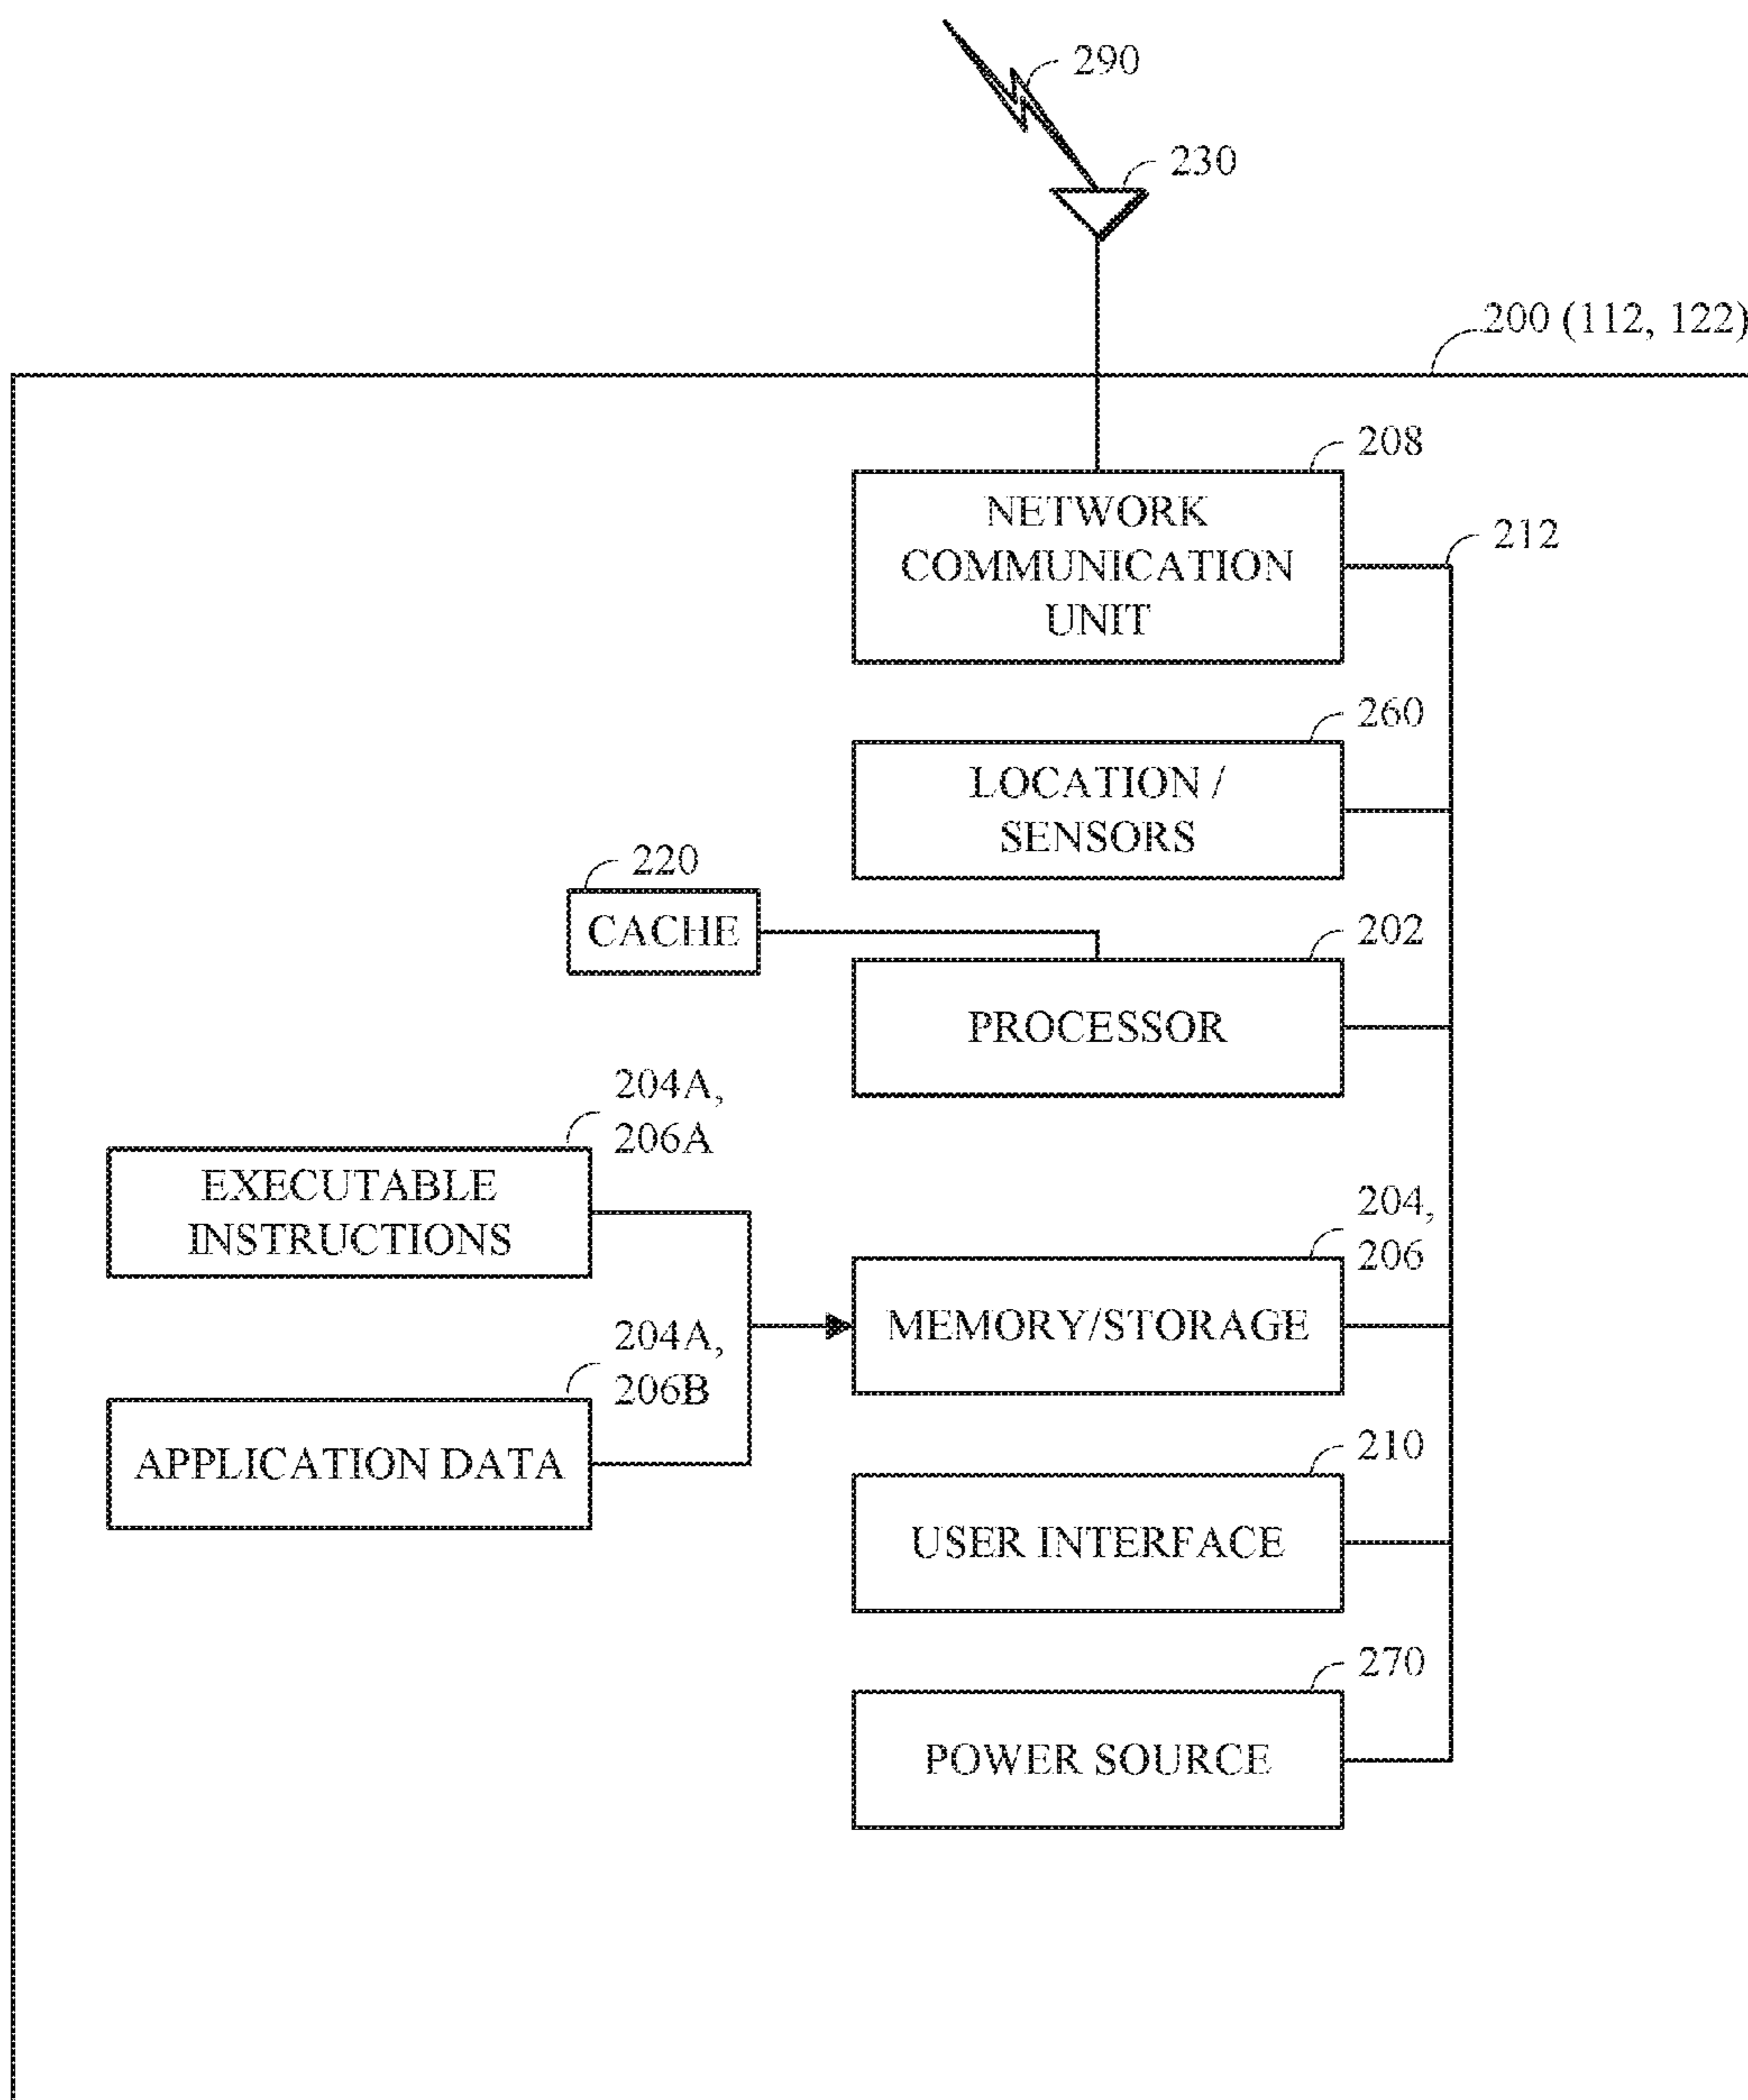 290
230
200 (112, 122)
208
NETWORK
COMMUNICATION
UNIT
212
260
LOCATION /
SENSORS
220
CACHE
202
PROCESSOR
204A,
206A
EXECUTABLE
INSTRUCTIONS
204,
206
MEMORY/STORAGE
204A,
206B
APPLICATION DATA
210
USER INTERFACE
270
POWER SOURCE